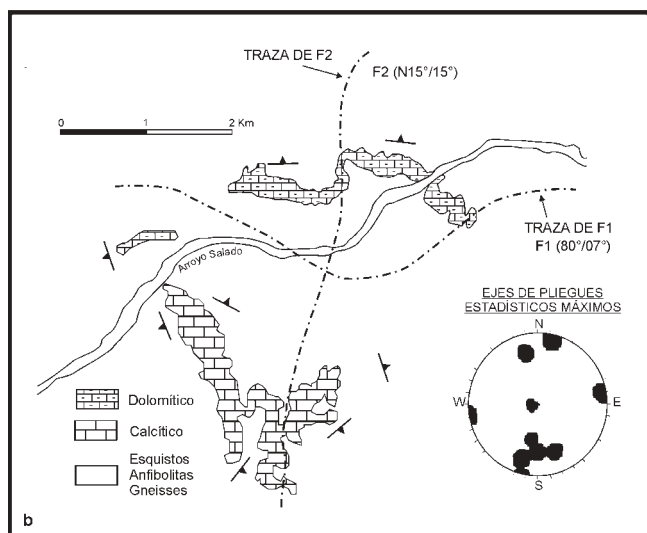 TRAZA DE F2
F2 (N15°/15°)
0 1 2 Km
TRAZA DE F1
F1 (80°/07°)
Arroyo Salado
EJES DE PLIEGUES
ESTADÍSTICOS MÁXIMOS
N
W
E
S
Dolomítico
Calcítico
Esquistos
Anfibolitas
Gneisses
b